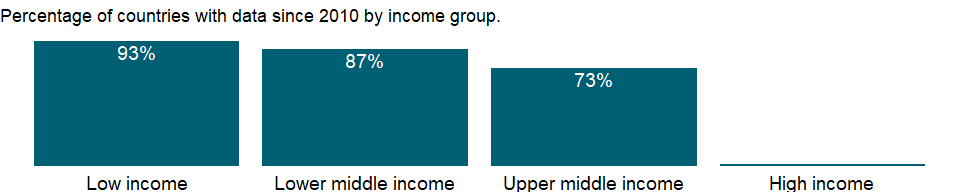 Percentage of countries with data since 2010 by income group.
93%
87%
73%
Low income
Lower middle income
Upper middle income
High income